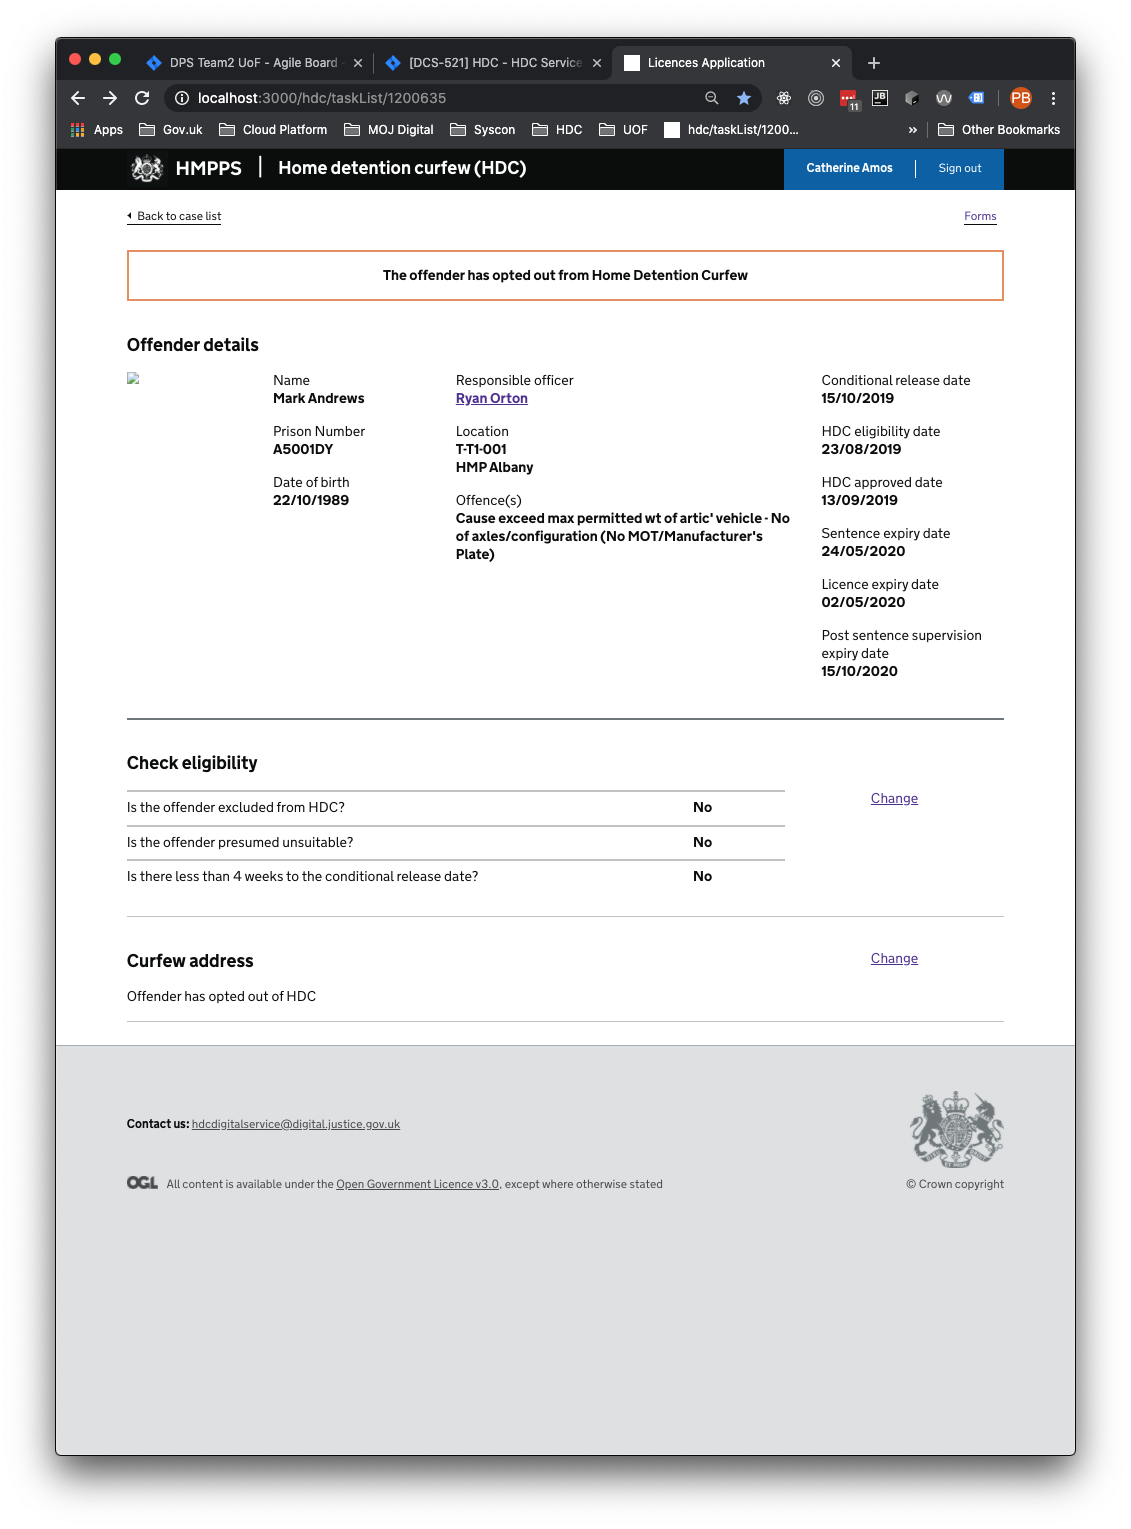 DPS Team2 UoF - Agile Board -
[DCS-521] HDC - HDC Service
Licences Application
localhost:3000/hdc/taskList/1200635
11
JB
PB
Apps
Gov.uk
Cloud Platform
MOJ Digital
Syscon
HDC
UOF
hdc/taskList/1200...
»
Other Bookmarks
HMPPS | Home detention curfew (HDC)
Catherine Amos
Sign out
Back to case list
Forms
The offender has opted out from Home Detention Curfew
Offender details
Name
Mark Andrews
Prison Number
A5001DY
Date of birth
22/10/1989
Responsible officer
Ryan Orton
Location
T-T1-001
HMP Albany
Offence(s)
Cause exceed max permitted wt of artic' vehicle - No
of axles/configuration (No MOT/Manufacturer's
Plate)
Conditional release date
15/10/2019
HDC eligibility date
23/08/2019
HDC approved date
13/09/2019
Sentence expiry date
24/05/2020
Licence expiry date
02/05/2020
Post sentence supervision
expiry date
15/10/2020
Check eligibility
Is the offender excluded from HDC? No
Change
Is the offender presumed unsuitable? No
Is there less than 4 weeks to the conditional release date? No
Curfew address
Change
Offender has opted out of HDC
Contact us: hdcdigitalservice@digital.justice.gov.uk
OGL All content is available under the Open Government Licence v3.0, except where otherwise stated
© Crown copyright